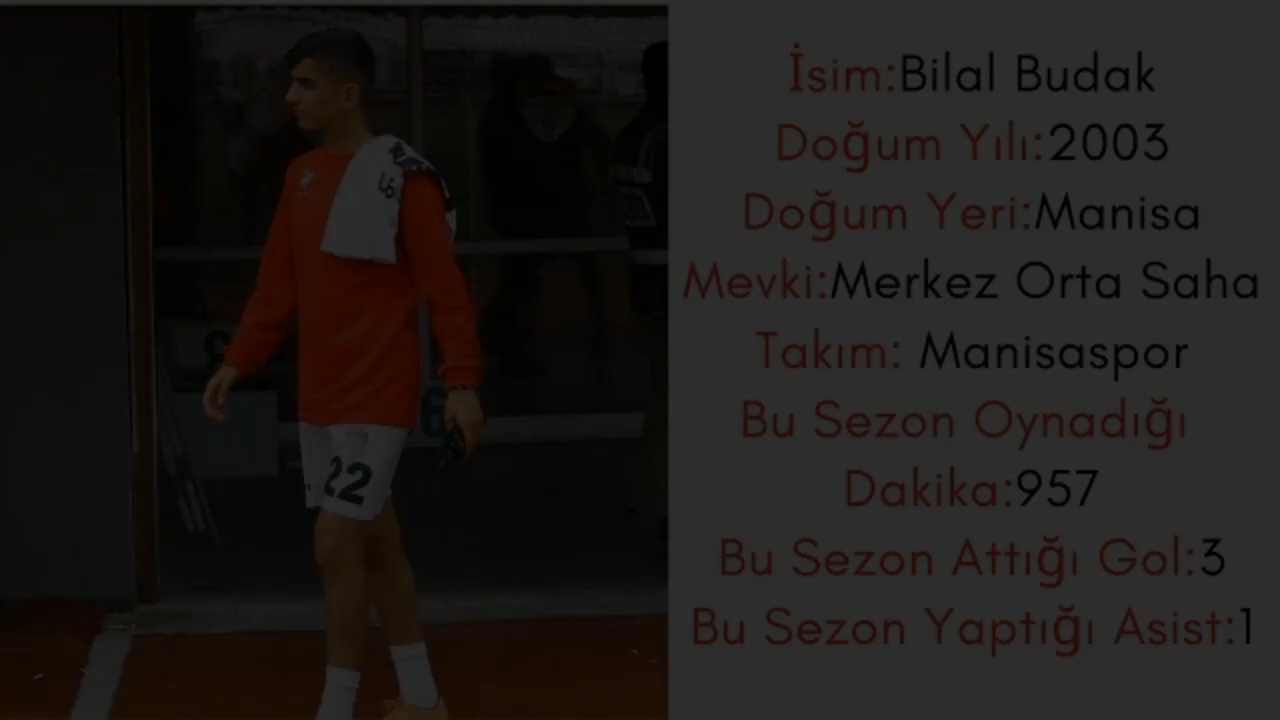 İsim:Bilal Budak
Doğum Yılı:2003
Doğum Yeri:Manisa
Mevki:Merkez Orta Saha
Takım: Manisaspor
Bu Sezon Oynadığı
Dakika:957
Bu Sezon Attığı Gol:3
Bu Sezon Yaptığı Asist:1
22